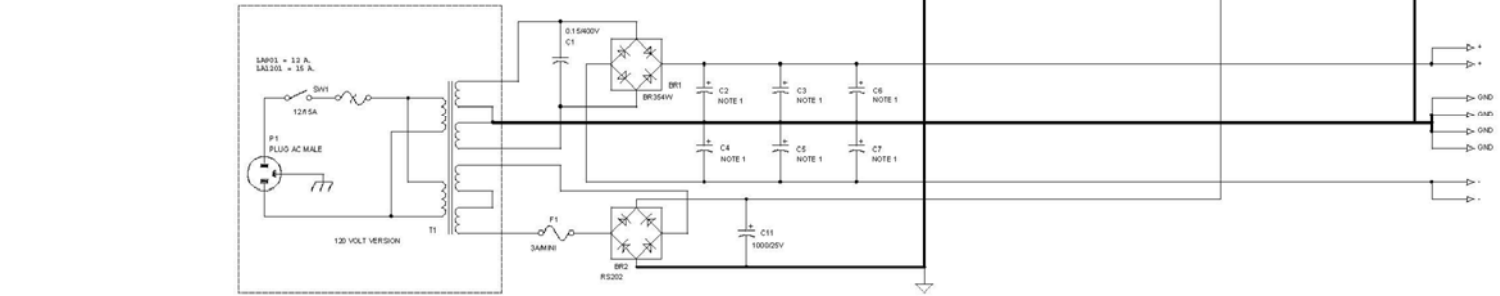 LA901 = 12 A.
LA1201 = 15 A.
SW1
12/15A
P1
PLUG AC MALE
120 VOLT VERSION
T1
0.15/400V
C1
BR1
BR354W
C2
NOTE 1
C3
NOTE 1
C6
NOTE 1
C4
NOTE 1
C5
NOTE 1
C7
NOTE 1
F1
3A/MINI
BR2
RS202
C11
1000/25V
+
+
GND
GND
GND
GND
-
-